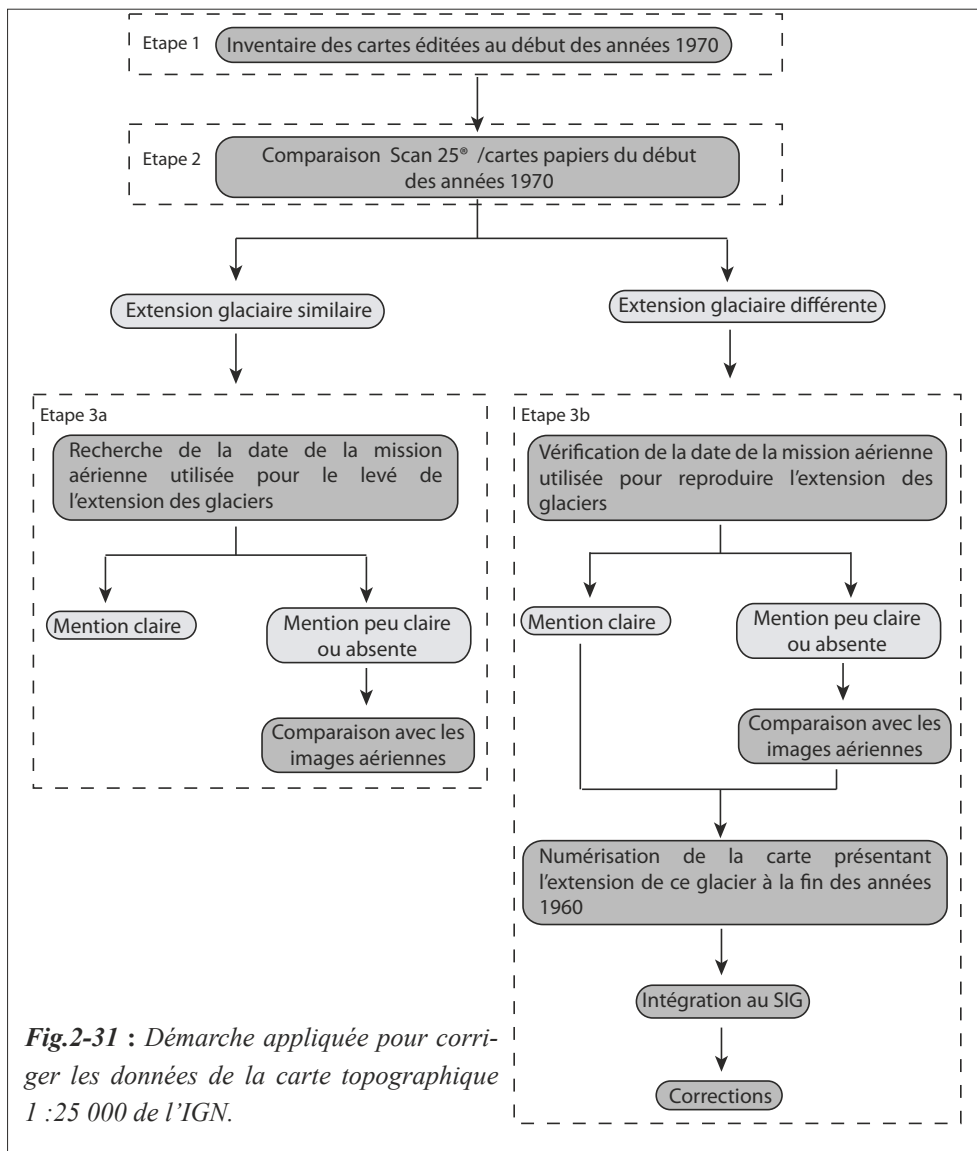 Etape 1
Inventaire des cartes éditées au début des années 1970
Etape 2
Comparaison Scan 25® /cartes papiers du début
des années 1970
Extension glaciaire similaire
Extension glaciaire différente
Etape 3a
Recherche de la date de la mission
aérienne utilisée pour le levé de
l'extension des glaciers
Mention claire
Mention peu claire
ou absente
Comparaison avec les
images aériennes
Etape 3b
Vérification de la date de la mission aérienne
utilisée pour reproduire l'extension des
glaciers
Mention claire
Mention peu claire
ou absente
Comparaison avec les
images aériennes
Numérisation de la carte présentant
l'extension de ce glacier à la fin des années
1960
Intégration au SIG
Corrections
Fig.2-31 : Démarche appliquée pour corri-
ger les données de la carte topographique
1 :25 000 de l'IGN.